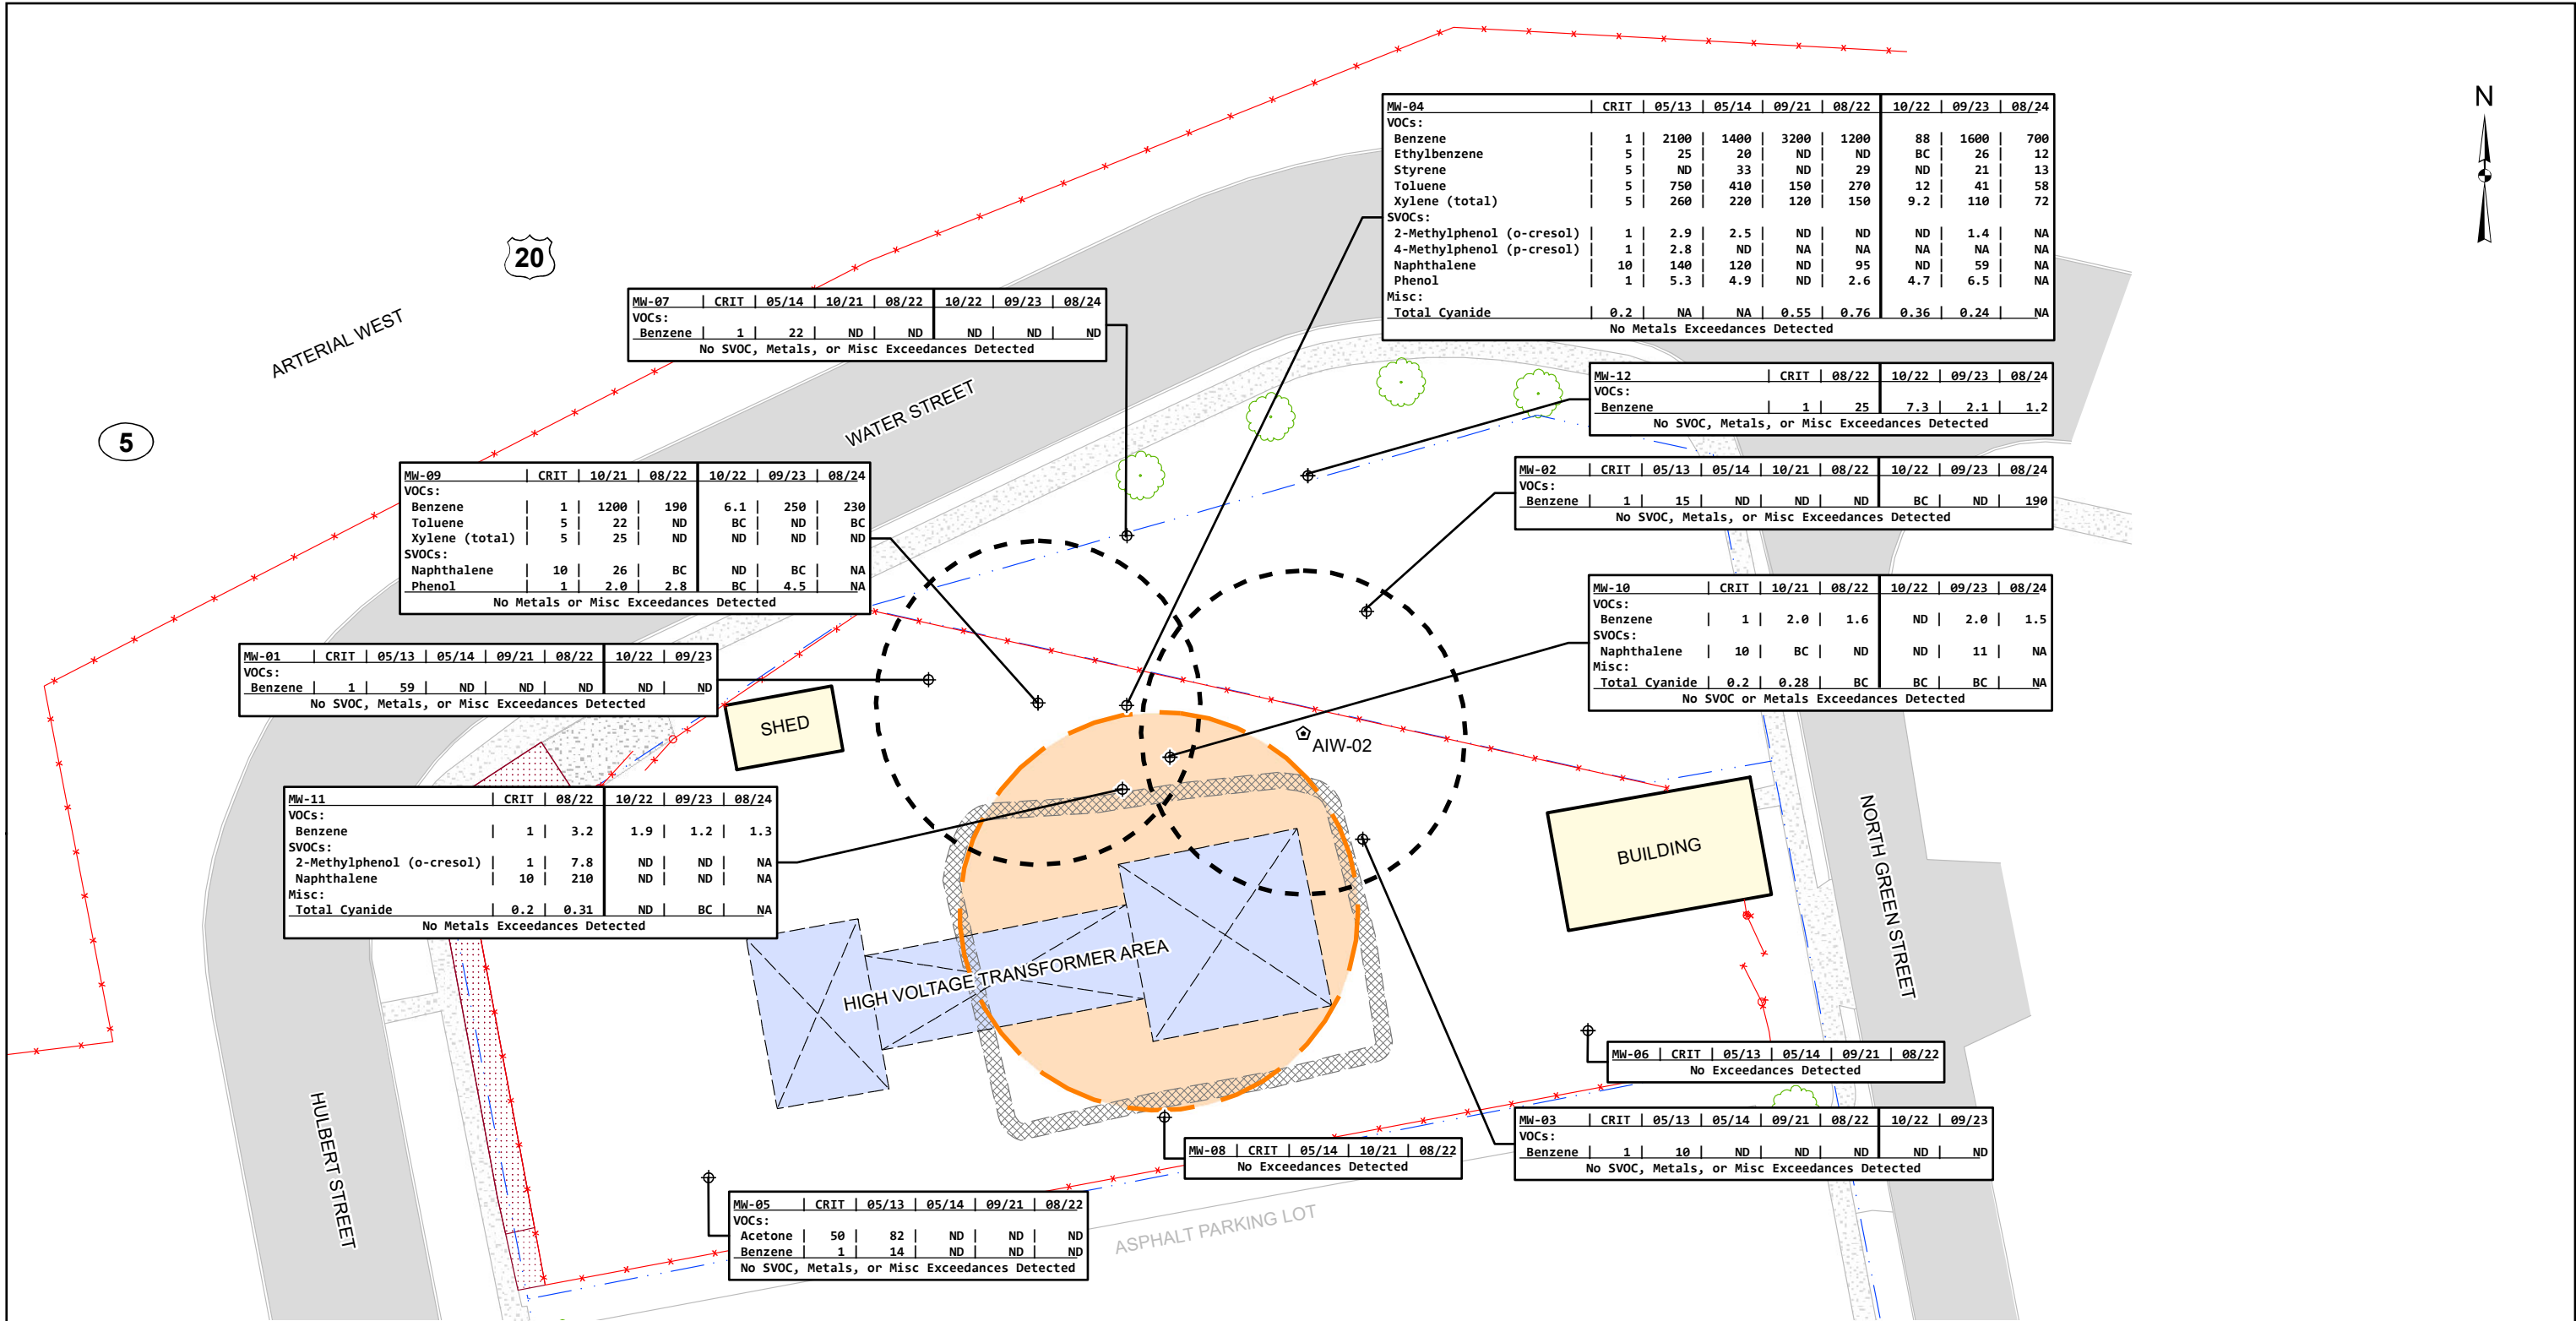 N
MW-04 | CRIT | 05/13 | 05/14 | 09/21 | 08/22 | 10/22 | 09/23 | 08/24
VOCs:
Benzene | 1 | 2100 | 1400 | 3200 | 1200 | 88 | 1600 | 700
Ethylbenzene | 5 | 25 | 20 | ND | ND | BC | 26 | 12
Styrene | 5 | ND | 33 | ND | 29 | ND | 21 | 13
Toluene | 5 | 750 | 410 | 150 | 270 | 12 | 41 | 58
Xylene (total) | 5 | 260 | 220 | 120 | 150 | 9.2 | 110 | 72
SVOCs:
2-Methylphenol (o-cresol) | 1 | 2.9 | 2.5 | ND | ND | ND | 1.4 | NA
4-Methylphenol (p-cresol) | 1 | 2.8 | ND | NA | NA | NA | NA | NA
Naphthalene | 10 | 140 | 120 | ND | 95 | ND | 59 | NA
Phenol | 1 | 5.3 | 4.9 | ND | 2.6 | 4.7 | 6.5 | NA
Misc:
Total Cyanide | 0.2 | NA | NA | 0.55 | 0.76 | 0.36 | 0.24 | NA
No Metals Exceedances Detected
20
ARTERIAL WEST
5
MW-07 | CRIT | 05/14 | 10/21 | 08/22 | 10/22 | 09/23 | 08/24
VOCs:
Benzene | 1 | 22 | ND | ND | ND | ND | ND
No SVOC, Metals, or Misc Exceedances Detected
WATER STREET
MW-12 | CRIT | 08/22 | 10/22 | 09/23 | 08/24
VOCs:
Benzene | 1 | 25 | 7.3 | 2.1 | 1.2
No SVOC, Metals, or Misc Exceedances Detected
MW-09 | CRIT | 10/21 | 08/22 | 10/22 | 09/23 | 08/24
VOCs:
Benzene | 1 | 1200 | 190 | 6.1 | 250 | 230
Toluene | 5 | 22 | ND | BC | ND | BC
Xylene (total) | 5 | 25 | ND | ND | ND | ND
SVOCs:
Naphthalene | 10 | 26 | BC | ND | BC | NA
Phenol | 1 | 2.0 | 2.8 | BC | 4.5 | NA
No Metals or Misc Exceedances Detected
MW-02 | CRIT | 05/13 | 05/14 | 10/21 | 08/22 | 10/22 | 09/23 | 08/24
VOCs:
Benzene | 1 | 15 | ND | ND | ND | BC | ND | 190
No SVOC, Metals, or Misc Exceedances Detected
MW-10 | CRIT | 10/21 | 08/22 | 10/22 | 09/23 | 08/24
VOCs:
Benzene | 1 | 2.0 | 1.6 | ND | 2.0 | 1.5
SVOCs:
Naphthalene | 10 | BC | ND | ND | 11 | NA
Misc:
Total Cyanide | 0.2 | 0.28 | BC | BC | BC | NA
No SVOC or Metals Exceedances Detected
MW-01 | CRIT | 05/13 | 05/14 | 09/21 | 08/22 | 10/22 | 09/23
VOCs:
Benzene | 1 | 59 | ND | ND | ND | ND | ND
No SVOC, Metals, or Misc Exceedances Detected
SHED
AIW-02
MW-11 | CRIT | 08/22 | 10/22 | 09/23 | 08/24
VOCs:
Benzene | 1 | 3.2 | 1.9 | 1.2 | 1.3
SVOCs:
2-Methylphenol (o-cresol) | 1 | 7.8 | ND | ND | NA
Naphthalene | 10 | 210 | ND | ND | NA
Misc:
Total Cyanide | 0.2 | 0.31 | ND | BC | NA
No Metals Exceedances Detected
BUILDING
NORTH GREEN STREET
HIGH VOLTAGE TRANSFORMER AREA
MW-06 | CRIT | 05/13 | 05/14 | 09/21 | 08/22
No Exceedances Detected
HULBERT STREET
MW-03 | CRIT | 05/13 | 05/14 | 09/21 | 08/22 | 10/22 | 09/23
VOCs:
Benzene | 1 | 10 | ND | ND | ND | ND | ND
No SVOC, Metals, or Misc Exceedances Detected
MW-08 | CRIT | 05/14 | 10/21 | 08/22
No Exceedances Detected
MW-05 | CRIT | 05/13 | 05/14 | 09/21 | 08/22
VOCs:
Acetone | 50 | 82 | ND | ND | ND
Benzene | 1 | 14 | ND | ND | ND
No SVOC, Metals, or Misc Exceedances Detected
ASPHALT PARKING LOT